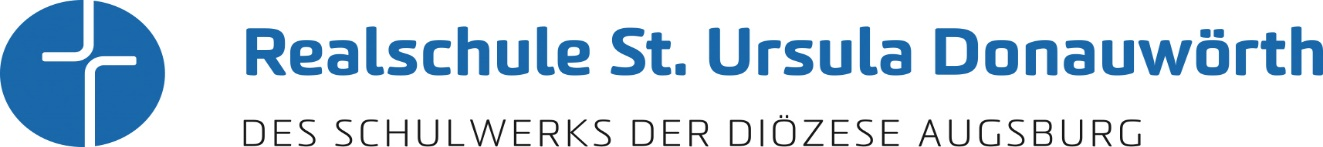 Realschule St. Ursula Donauwörth
DES SCHULWERKS DER DIÖZESE AUGSBURG